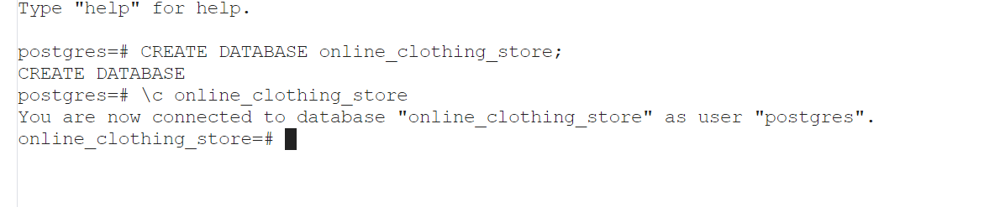 Type "help" for help.
postgres=# CREATE DATABASE online_clothing_store;
CREATE DATABASE
postgres=# \c online_clothing_store
You are now connected to database "online_clothing_store" as user "postgres".
online_clothing_store=#